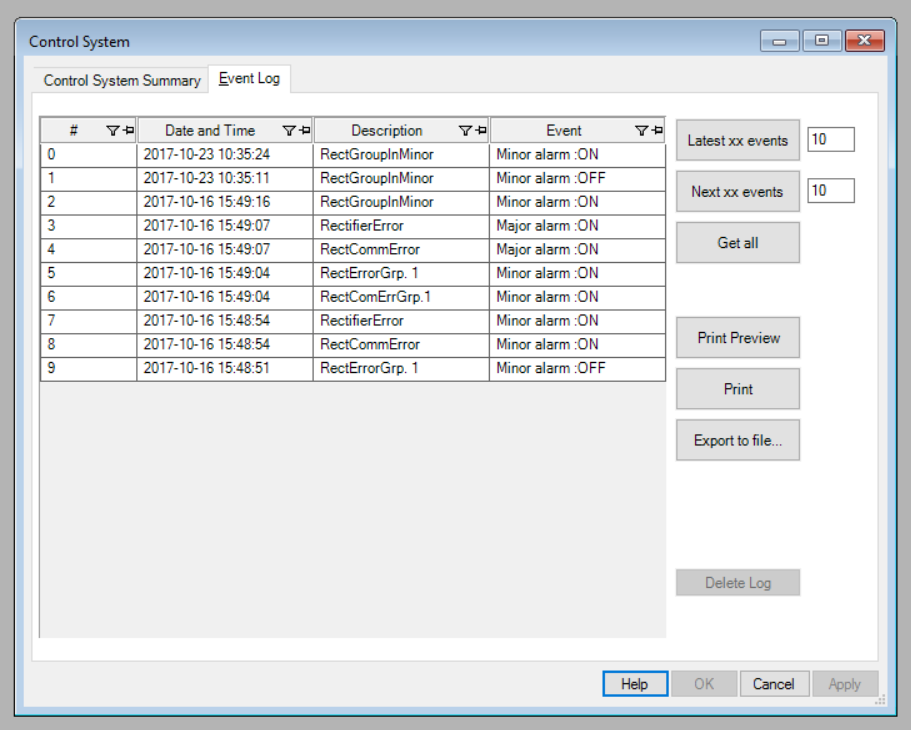 Control System
Control System Summary Event Log
# Date and Time Description Event
0 2017-10-23 10:35:24 RectGroupInMinor Minor alarm :ON
1 2017-10-23 10:35:11 RectGroupInMinor Minor alarm :OFF
2 2017-10-16 15:49:16 RectGroupInMinor Minor alarm :ON
3 2017-10-16 15:49:07 RectifierError Major alarm :ON
4 2017-10-16 15:49:07 RectCommError Major alarm :ON
5 2017-10-16 15:49:04 RectErrorGrp. 1 Minor alarm :ON
6 2017-10-16 15:49:04 RectComErrGrp.1 Minor alarm :ON
7 2017-10-16 15:48:54 RectifierError Minor alarm :ON
8 2017-10-16 15:48:54 RectCommError Minor alarm :ON
9 2017-10-16 15:48:51 RectErrorGrp. 1 Minor alarm :OFF
Latest xx events 10
Next xx events 10
Get all
Print Preview
Print
Export to file...
Delete Log
Help OK Cancel Apply